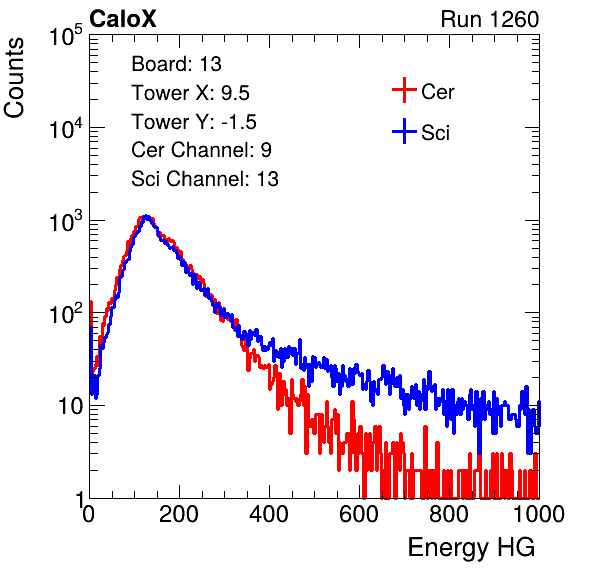 CaloX Run 1260
Counts
Board: 13
Tower X: 9.5
Tower Y: -1.5
Cer Channel: 9
Sci Channel: 13
Cer
Sci
10^5
10^4
10^3
10^2
10
1
0 200 400 600 800 1000
Energy HG